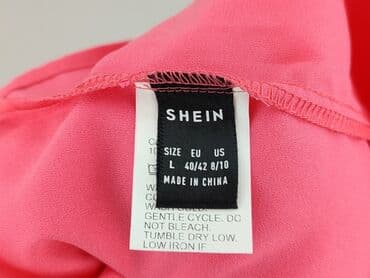 SHEIN
SIZE EU US
L 40/42 8/10
MADE IN CHINA
GENTLE CYCLE. DO
NOT BLEACH.
TUMBLE DRY LOW.
LOW IRON IF